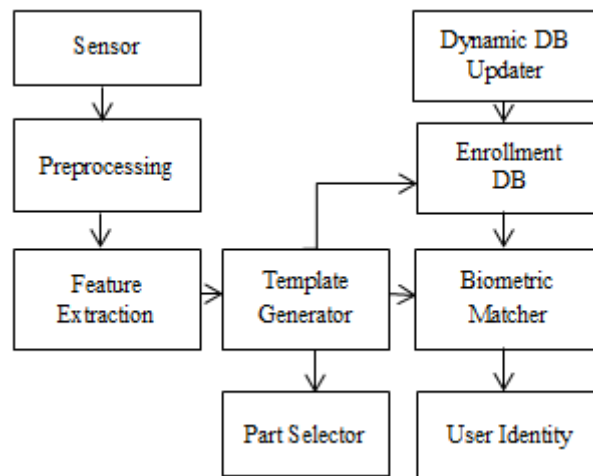 Sensor
Dynamic DB
Updater
Preprocessing
Enrollment
DB
Feature
Extraction
Template
Generator
Biometric
Matcher
Part Selector
User Identity